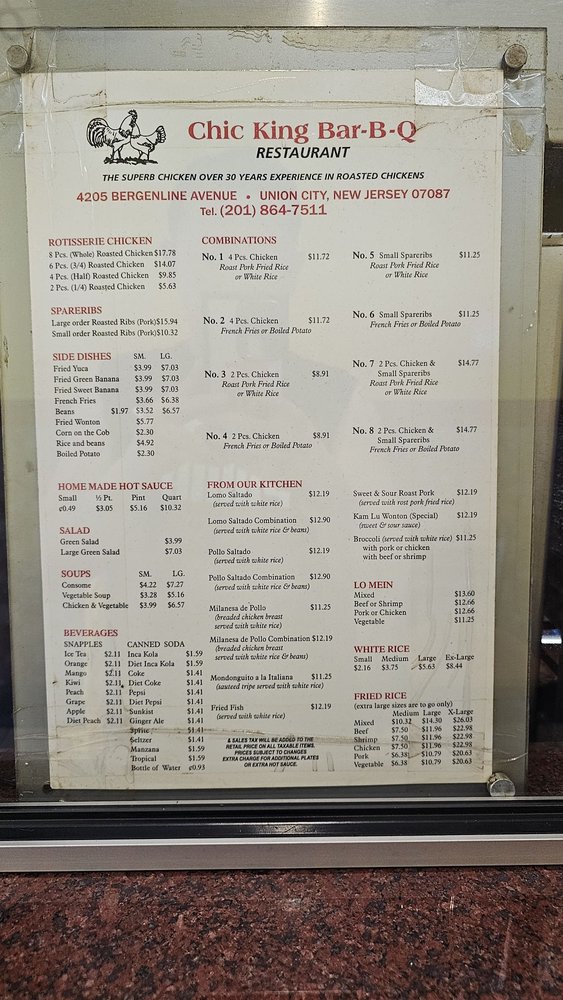 Chic King Bar-B-Q
RESTAURANT
THE SUPERB CHICKEN OVER 30 YEARS EXPERIENCE IN ROASTED CHICKENS
4205 BERGENLINE AVENUE • UNION CITY, NEW JERSEY 07087
Tel. (201) 864-7511
ROTISSERIE CHICKEN
8 Pcs. (Whole) Roasted Chicken $17.78
6 Pcs. (3/4) Roasted Chicken $14.07
4 Pcs. (Half) Roasted Chicken $9.85
2 Pcs. (1/4) Roasted Chicken $5.63
SPARERIBS
Large order Roasted Ribs (Pork) $15.94
Small order Roasted Ribs (Pork) $10.32
SIDE DISHES SM. LG.
Fried Yuca $3.99 $7.03
Fried Green Banana $3.99 $7.03
Fried Sweet Banana $3.99 $7.03
French Fries $3.66 $6.38
Beans $1.97 $3.52 $6.57
Fried Wonton $5.77
Corn on the Cob $2.30
Rice and beans $4.92
Boiled Potato $2.30
HOME MADE HOT SAUCE
Small ½ Pt. Pint Quart
¢0.49 $3.05 $5.16 $10.32
SALAD
Green Salad $3.99
Large Green Salad $7.03
SOUPS SM. LG.
Consome $4.22 $7.27
Vegetable Soup $3.28 $5.16
Chicken & Vegetable $3.99 $6.57
BEVERAGES
SNAPPLES
Ice Tea $2.11
Orange $2.11
Mango $2.11
Kiwi $2.11
Peach $2.11
Grape $2.11
Apple $2.11
Diet Peach $2.11
CANNED SODA
Inca Kola $1.59
Diet Inca Kola $1.59
Coke $1.41
Diet Coke $1.41
Pepsi $1.41
Diet Pepsi $1.41
Sunkist $1.41
Ginger Ale $1.41
Sprite $1.41
Seltzer $1.41
Manzana $1.59
Tropical $1.59
Bottle of Water ¢0.93
COMBINATIONS
No. 1 4 Pcs. Chicken $11.72
Roast Pork Fried Rice
or White Rice
No. 2 4 Pcs. Chicken $11.72
French Fries or Boiled Potato
No. 3 2 Pcs. Chicken $8.91
Roast Pork Fried Rice
or White Rice
No. 4 2 Pcs. Chicken $8.91
French Fries or Boiled Potato
No. 5 Small Spareribs $11.25
Roast Pork Fried Rice
or White Rice
No. 6 Small Spareribs $11.25
French Fries or Boiled Potato
No. 7 2 Pcs. Chicken & $14.77
Small Spareribs
Roast Pork Fried Rice
or White Rice
No. 8 2 Pcs. Chicken & $14.77
Small Spareribs
French Fries or Boiled Potato
FROM OUR KITCHEN
Lomo Saltado $12.19
(served with white rice)
Lomo Saltado Combination $12.90
(served with white rice & beans)
Pollo Saltado $12.19
(served with white rice)
Pollo Saltado Combination $12.90
(served with white rice & beans)
Milanesa de Pollo $11.25
(breaded chicken breast
served with white rice)
Milanesa de Pollo Combination $12.19
(breaded chicken breast
served with white rice & beans)
Mondonguito a la Italiana $11.25
(sauteed tripe served with white rice)
Fried Fish $12.19
(served with white rice)
& SALES TAX WILL BE ADDED TO THE
RETAIL PRICE ON ALL TAXABLE ITEMS.
PRICES SUBJECT TO CHANGES
EXTRA CHARGE FOR ADDITIONAL PLATES
OR EXTRA HOT SAUCE.
Sweet & Sour Roast Pork $12.19
(served with rost pork fried rice)
Kam Lu Wonton (Special) $12.19
(sweet & sour sauce)
Broccoli (served with white rice) $11.25
with pork or chicken
with beef or shrimp
LO MEIN
Mixed $13.60
Beef or Shrimp $12.66
Pork or Chicken $12.66
Vegetable $11.25
WHITE RICE
Small Medium Large Ex-Large
$2.16 $3.75 $5.63 $8.44
FRIED RICE
(extra large sizes are to go only)
Medium Large X-Large
Mixed $10.32 $14.30 $26.03
Beef $7.50 $11.96 $22.98
Shrimp $7.50 $11.96 $22.98
Chicken $7.50 $11.96 $22.98
Pork $6.38 $10.79 $20.63
Vegetable $6.38 $10.79 $20.63